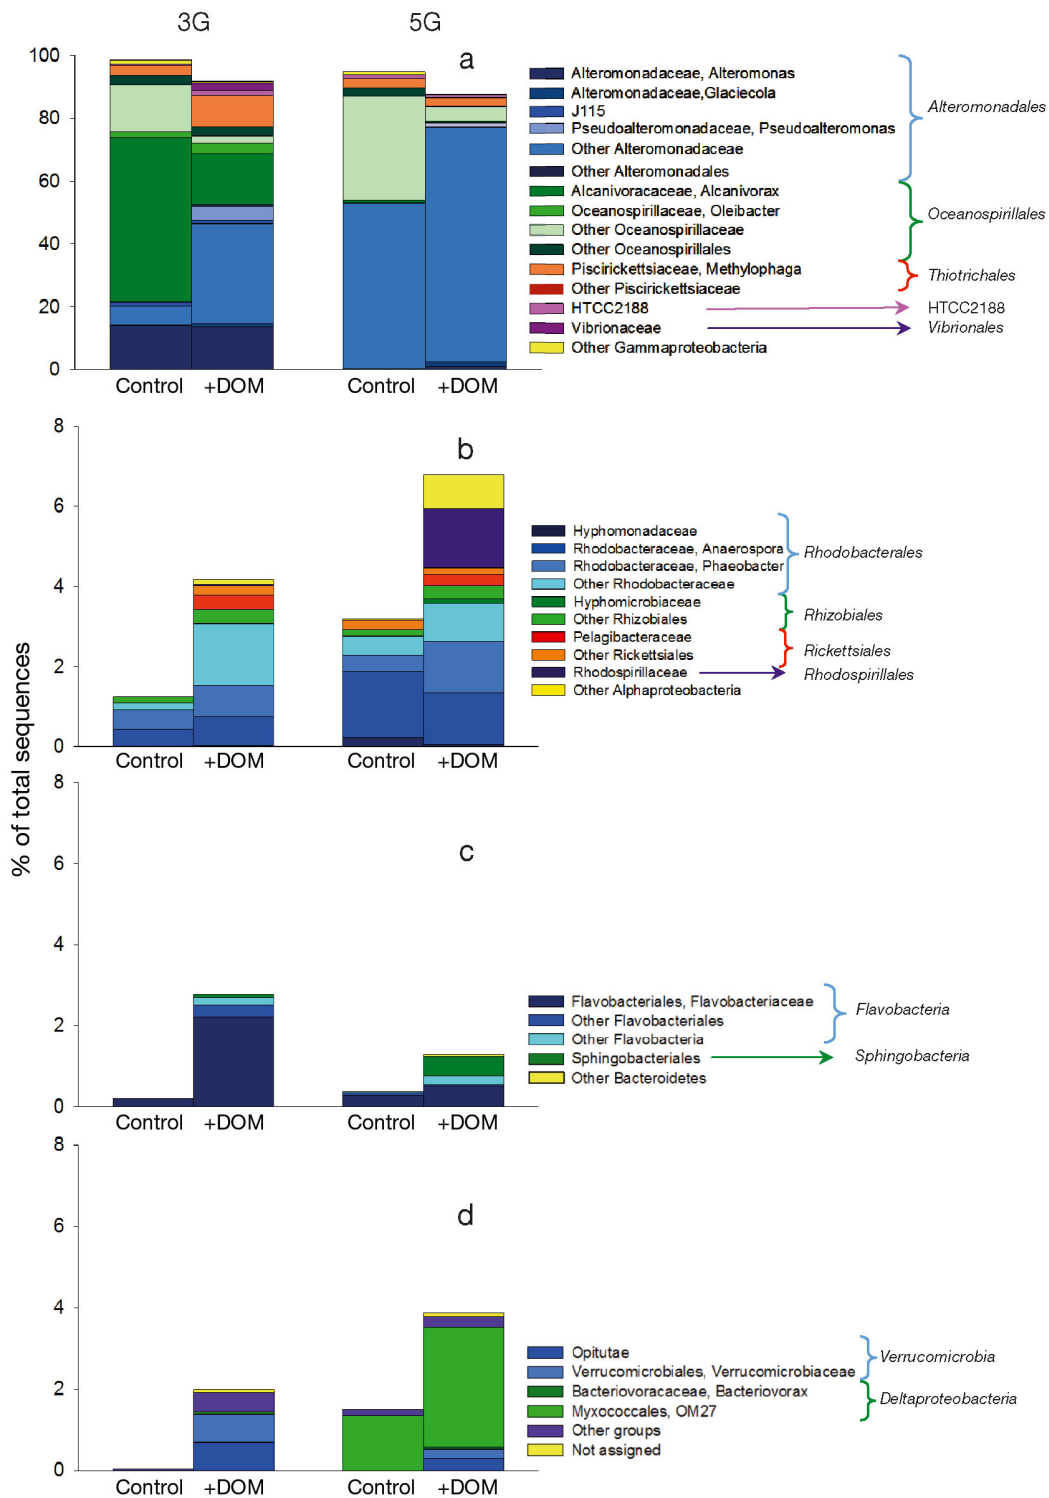 3G 5G
a
100
80
60
40
20
0
Control +DOM Control +DOM
Alteromonadaceae, Alteromonas
Alteromonadaceae,Glaciecola
J115
Pseudoalteromonadaceae, Pseudoalteromonas
Other Alteromonadaceae
Other Alteromonadales
Alcanivoracaceae, Alcanivorax
Oceanospirillaceae, Oleibacter
Other Oceanospirillaceae
Other Oceanospirillales
Piscirickettsiaceae, Methylophaga
Other Piscirickettsiaceae
HTCC2188
Vibrionaceae
Other Gammaproteobacteria
Alteromonadales
Oceanospirillales
Thiotrichales
HTCC2188
Vibrionales
% of total sequences
b
8
6
4
2
0
Control +DOM Control +DOM
Hyphomonadaceae
Rhodobacteraceae, Anaerospora
Rhodobacteraceae, Phaeobacter
Other Rhodobacteraceae
Hyphomicrobiaceae
Other Rhizobiales
Pelagibacteraceae
Other Rickettsiales
Rhodospirillaceae
Other Alphaproteobacteria
Rhodobacterales
Rhizobiales
Rickettsiales
Rhodospirillales
c
8
6
4
2
0
Control +DOM Control +DOM
Flavobacteriales, Flavobacteriaceae
Other Flavobacteriales
Other Flavobacteria
Sphingobacteriales
Other Bacteroidetes
Flavobacteria
Sphingobacteria
d
8
6
4
2
0
Control +DOM Control +DOM
Opitutae
Verrucomicrobiales, Verrucomicrobiaceae
Bacteriovoracaceae, Bacteriovorax
Myxococcales, OM27
Other groups
Not assigned
Verrucomicrobia
Deltaproteobacteria